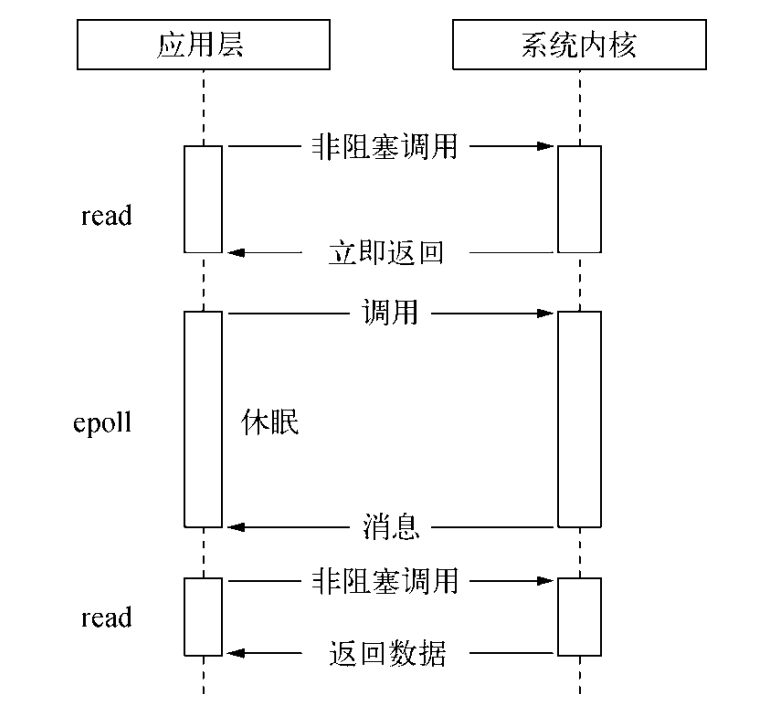 应用层
系统内核
非阻塞调用
read
立即返回
调用
epoll
休眠
消息
非阻塞调用
read
返回数据